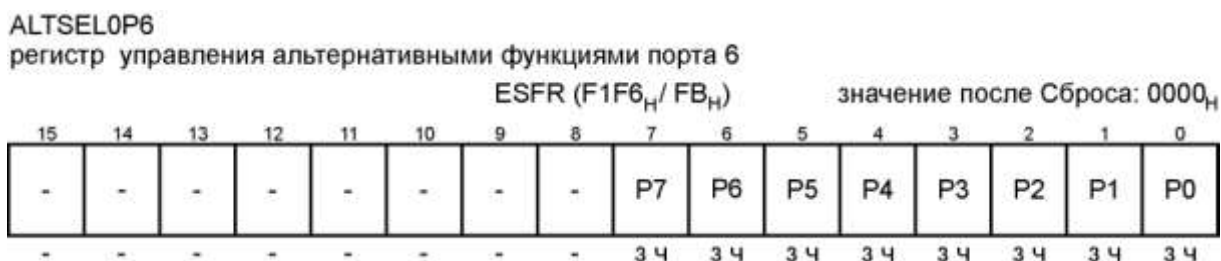 ALTSEL0P6
регистр управления альтернативными функциями порта 6
ESFR (F1F6H/ FBH) значение после Сброса: 0000H
15 14 13 12 11 10 9 8 7 6 5 4 3 2 1 0
- - - - - - - - P7 P6 P5 P4 P3 P2 P1 P0
- - - - - - - - З Ч З Ч З Ч З Ч З Ч З Ч З Ч З Ч